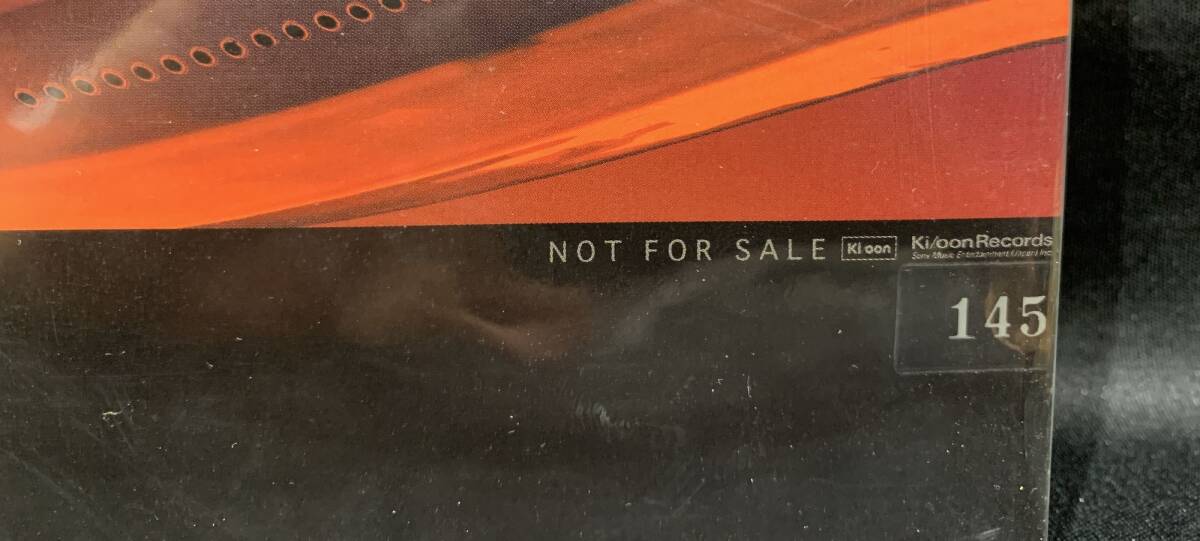 NOT FOR SALE Ki oon Ki/oon Records
Sony Music Entertainment (Japan) Inc.
145